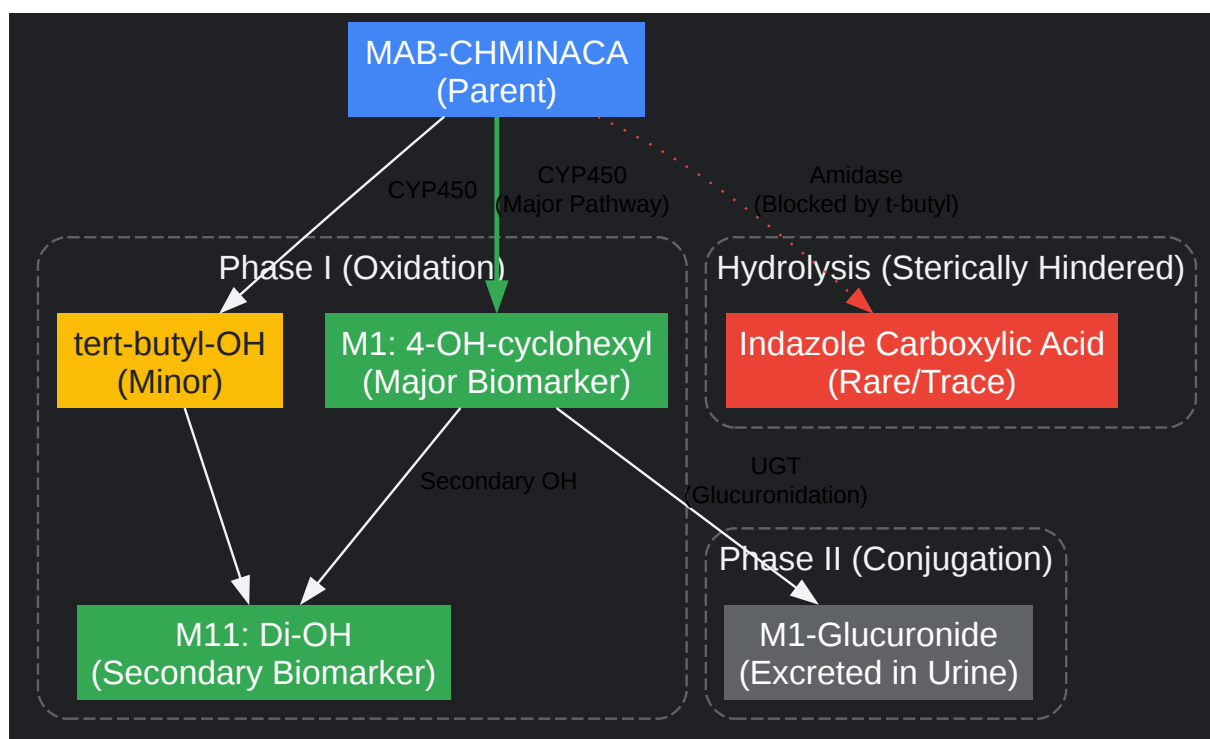 MAB-CHMINACA
(Parent)
CYP450
CYP450
(Major Pathway)
Amidase
(Blocked by t-butyl)
Phase I (Oxidation)
Hydrolysis (Sterically Hindered)
tert-butyl-OH
(Minor)
M1: 4-OH-cyclohexyl
(Major Biomarker)
Indazole Carboxylic Acid
(Rare/Trace)
Secondary OH
UGT
(Glucuronidation)
Phase II (Conjugation)
M11: Di-OH
(Secondary Biomarker)
M1-Glucuronide
(Excreted in Urine)